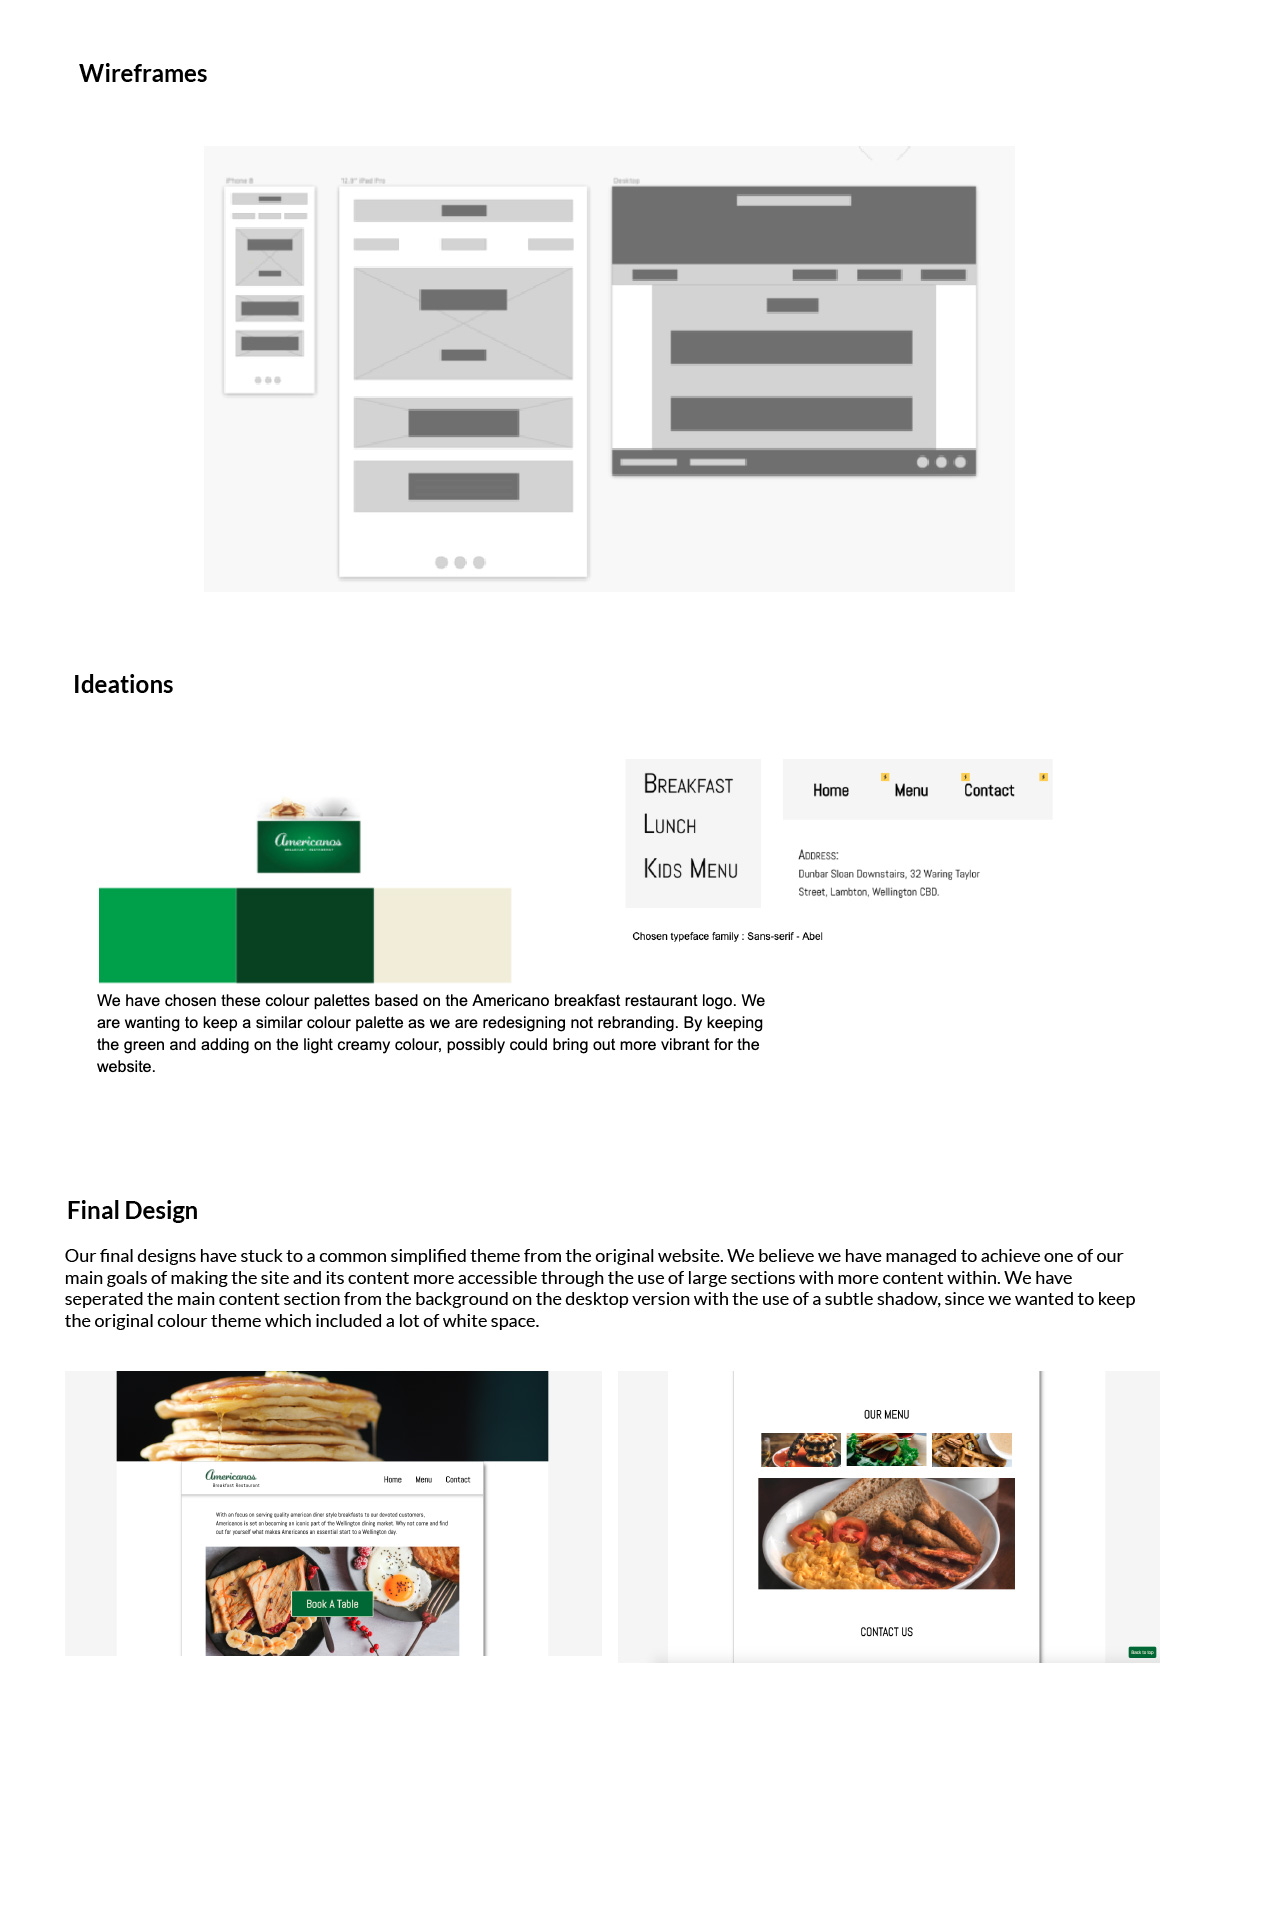 Wireframes
iPhone 8
12.9" iPad Pro
Desktop
Ideations
Americanos
Breakfast
Lunch
Kids Menu
Home Menu Contact
Address:
Dunbar Sloan Downstairs, 32 Waring Taylor
Street, Lambton, Wellington CBD.
Chosen typeface family : Sans-serif - Abel
We have chosen these colour palettes based on the Americano breakfast restaurant logo. We
are wanting to keep a similar colour palette as we are redesigning not rebranding. By keeping
the green and adding on the light creamy colour, possibly could bring out more vibrant for the
website.
Final Design
Our final designs have stuck to a common simplified theme from the original website. We believe we have managed to achieve one of our
main goals of making the site and its content more accessible through the use of large sections with more content within. We have
seperated the main content section from the background on the desktop version with the use of a subtle shadow, since we wanted to keep
the original colour theme which included a lot of white space.
Americanos
Breakfast Restaurant
Home Menu Contact
With an focus on serving quality american diner style breakfasts to our devoted customers,
Americanos is set on becoming an iconic part of the Wellington dining market. Why not come and find
out for yourself what makes Americanos an essential start to a Wellington day.
Book A Table
OUR MENU
CONTACT US
Back to top